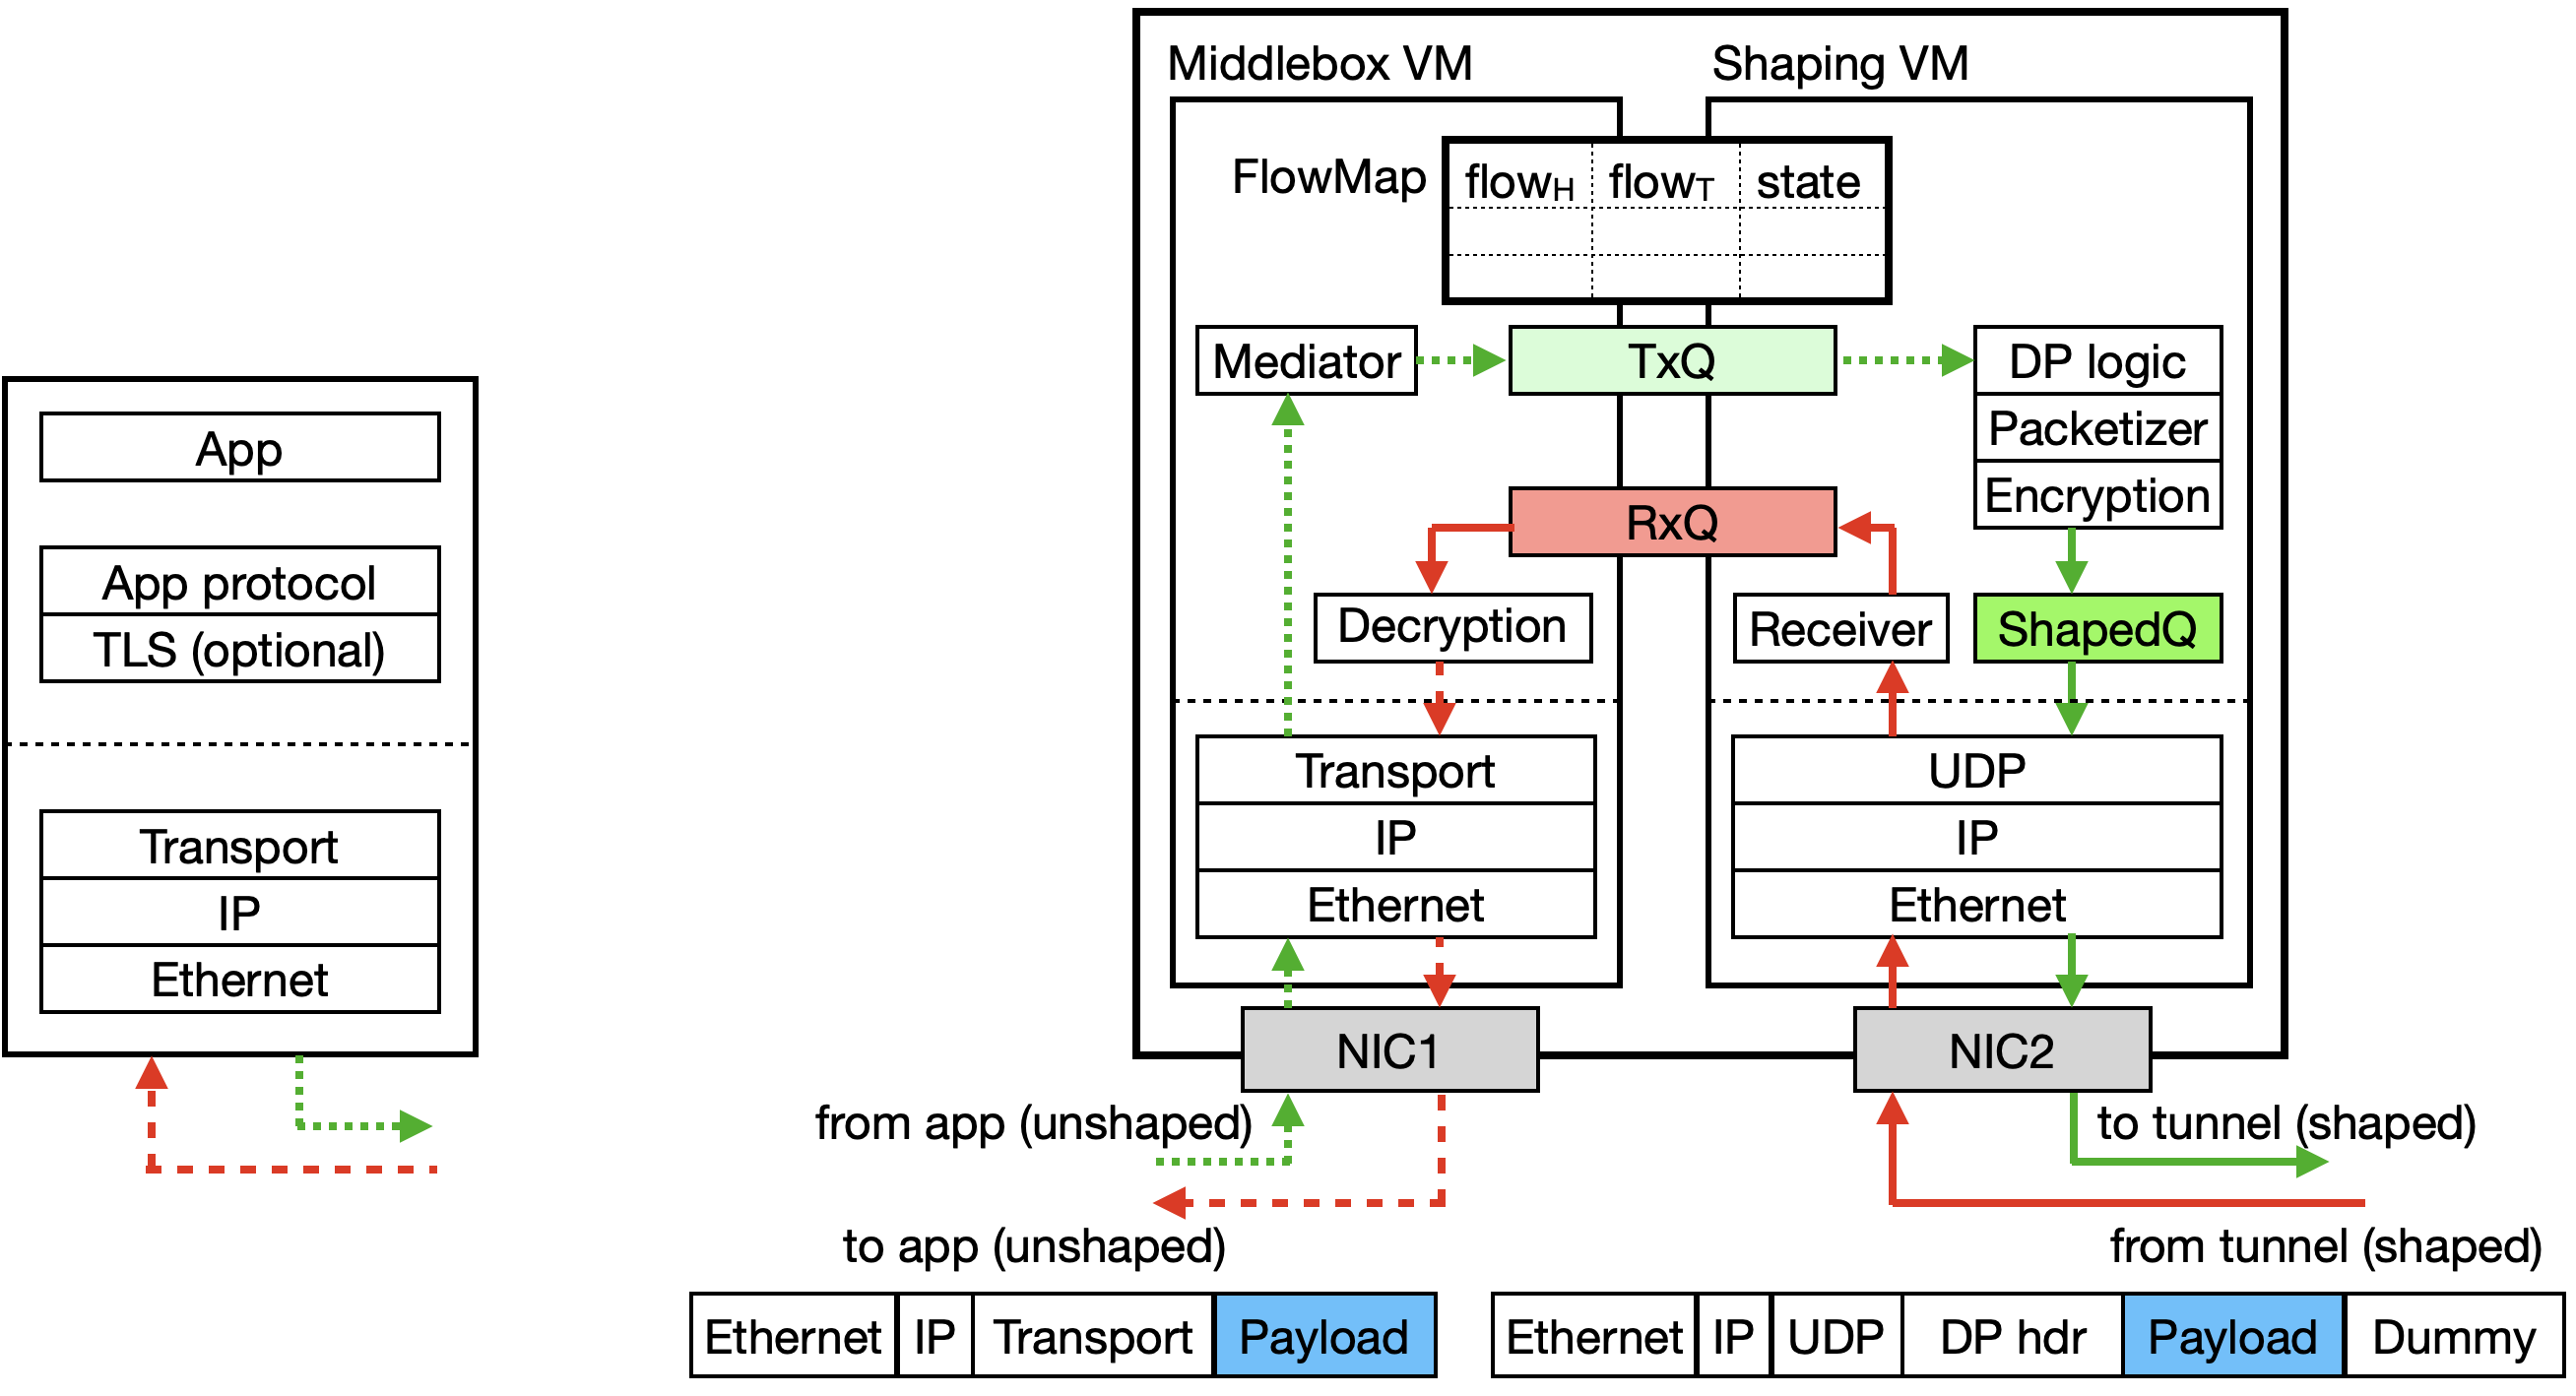 App
App protocol
TLS (optional)
Transport
IP
Ethernet
Middlebox VM
Shaping VM
FlowMap
flowH flowT state
Mediator
TxQ
DP logic
Packetizer
Encryption
RxQ
Decryption
Receiver
ShapedQ
Transport
IP
Ethernet
UDP
IP
Ethernet
NIC1
NIC2
from app (unshaped)
to app (unshaped)
to tunnel (shaped)
from tunnel (shaped)
Ethernet IP Transport Payload
Ethernet IP UDP DP hdr Payload Dummy